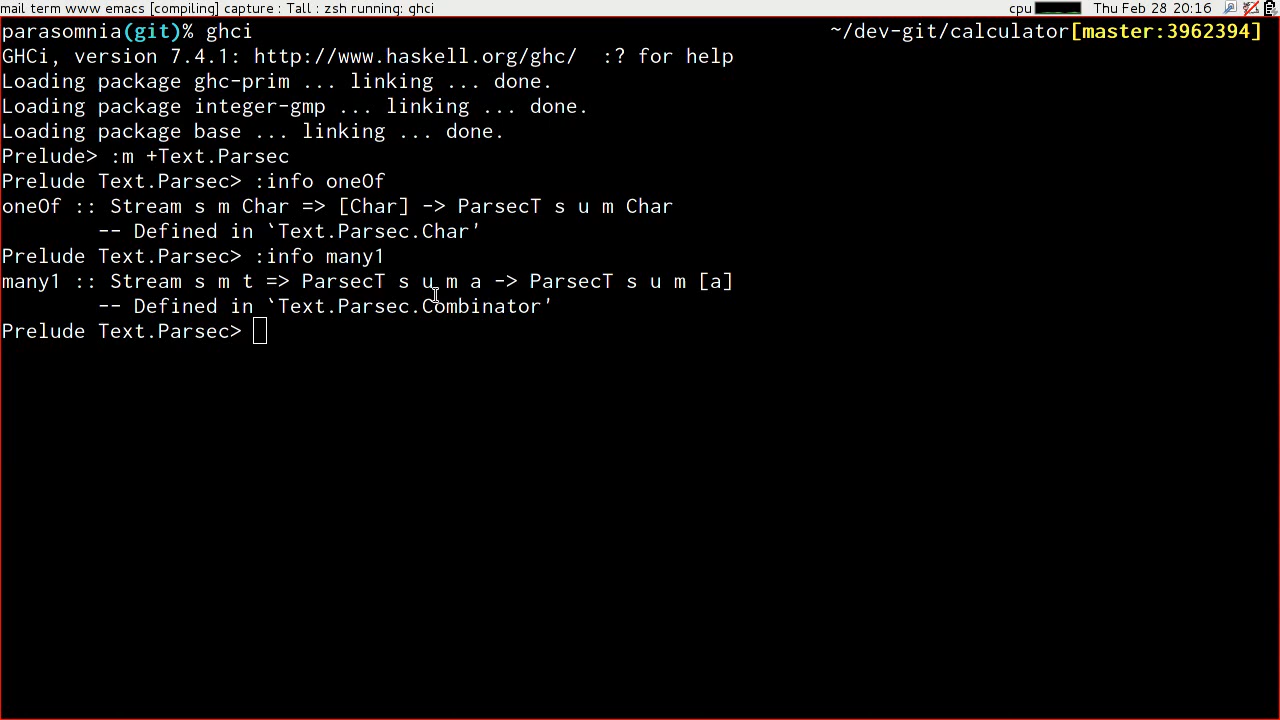 mail term www emacs [compiling] capture : Tall : zsh running: ghci cpu Thu Feb 28 20:16
parasomnia(git)% ghci ~/dev-git/calculator[master:3962394]
GHCi, version 7.4.1: http://www.haskell.org/ghc/  :? for help
Loading package ghc-prim ... linking ... done.
Loading package integer-gmp ... linking ... done.
Loading package base ... linking ... done.
Prelude> :m +Text.Parsec
Prelude Text.Parsec> :info oneOf
oneOf :: Stream s m Char => [Char] -> ParsecT s u m Char
        -- Defined in `Text.Parsec.Char'
Prelude Text.Parsec> :info many1
many1 :: Stream s m t => ParsecT s u m a -> ParsecT s u m [a]
        -- Defined in `Text.Parsec.Combinator'
Prelude Text.Parsec>